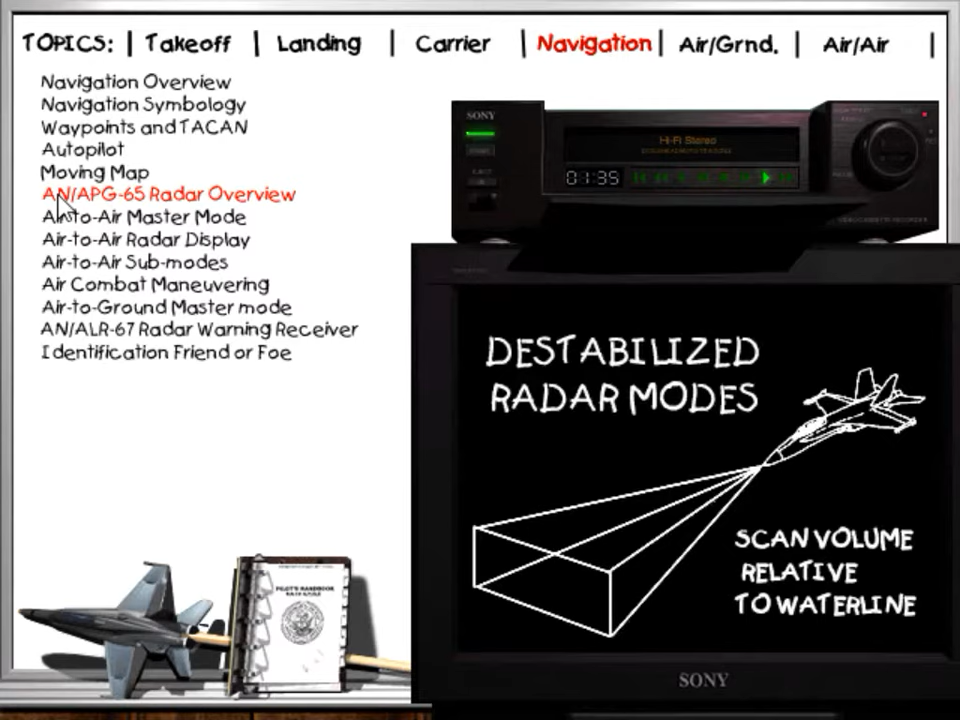 TOPICS: Takeoff Landing Carrier Navigation Air/Grnd. Air/Air
Navigation Overview
Navigation Symbology
Waypoints and TACAN
Autopilot
Moving Map
AN/APG-65 Radar Overview
Air-to-Air Master Mode
Air-to-Air Radar Display
Air-to-Air Sub-modes
Air Combat Maneuvering
Air-to-Ground Master mode
AN/ALR-67 Radar Warning Receiver
Identification Friend or Foe
SONY
Hi-Fi Stereo
EJECT
01:35
DESTABILIZED
RADAR MODES
SCAN VOLUME
RELATIVE
TO WATERLINE
PILOT'S HANDBOOK
SONY